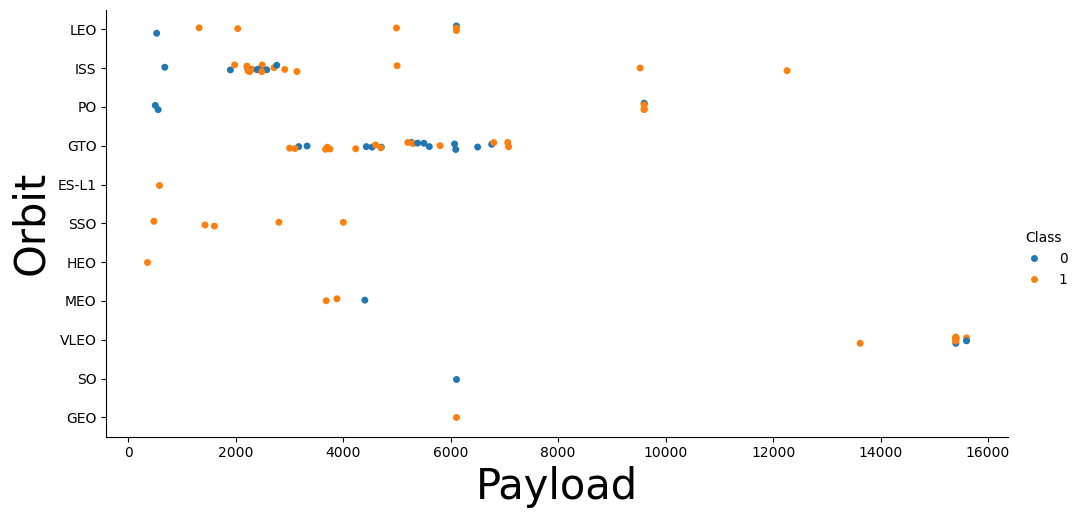 LEO
ISS
PO
GTO
ES-L1
SSO
HEO
MEO
VLEO
SO
GEO
Orbit
0 2000 4000 6000 8000 10000 12000 14000 16000
Payload
Class
0
1